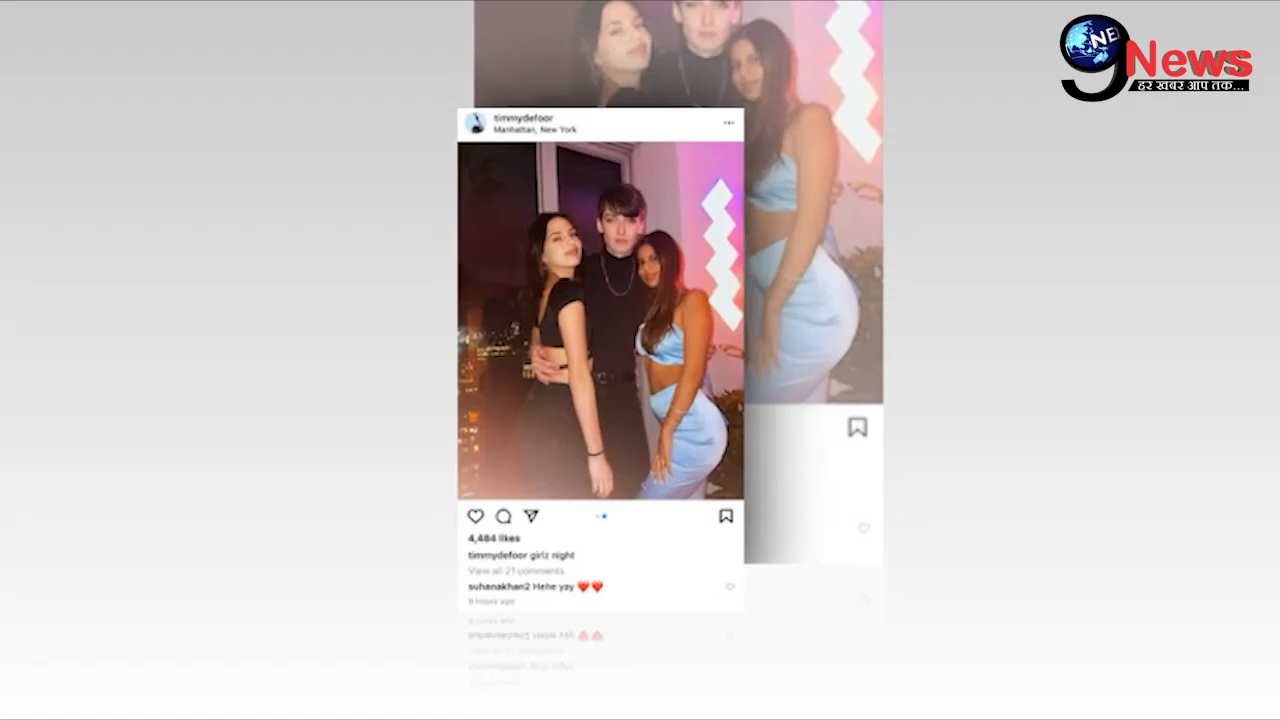 9
NE
News
हर खबर आप तक...
timmydefoor
Manhattan, New York
4,484 likes
timmydefoor girlz night
View all 21 comments
suhanakhan2 Hehe yay ❤️❤️
9 hours ago